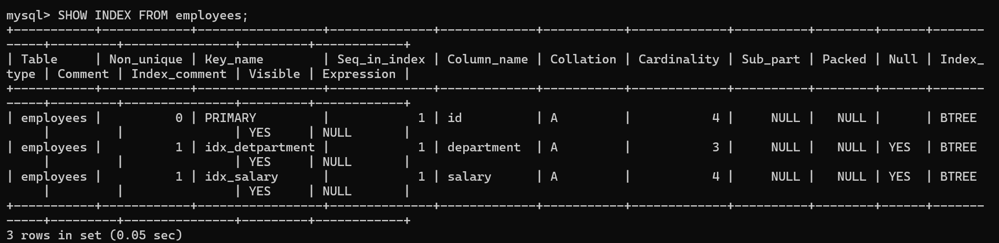 mysql> SHOW INDEX FROM employees;
+-----------+------------+-----------------+--------------+-------------+-----------+-------------+----------+--------+------+-------
-----+---------+---------------+---------+------------+
| Table     | Non_unique | Key_name        | Seq_in_index | Column_name | Collation | Cardinality | Sub_part | Packed | Null | Index_
type | Comment | Index_comment | Visible | Expression |
+-----------+------------+-----------------+--------------+-------------+-----------+-------------+----------+--------+------+-------
-----+---------+---------------+---------+------------+
| employees |          0 | PRIMARY         |            1 | id          | A         |           4 |     NULL |   NULL |      | BTREE
     |         |               | YES     | NULL       |
| employees |          1 | idx_detpartment |            1 | department  | A         |           3 |     NULL |   NULL | YES  | BTREE
     |         |               | YES     | NULL       |
| employees |          1 | idx_salary      |            1 | salary      | A         |           4 |     NULL |   NULL | YES  | BTREE
     |         |               | YES     | NULL       |
+-----------+------------+-----------------+--------------+-------------+-----------+-------------+----------+--------+------+-------
-----+---------+---------------+---------+------------+
3 rows in set (0.05 sec)